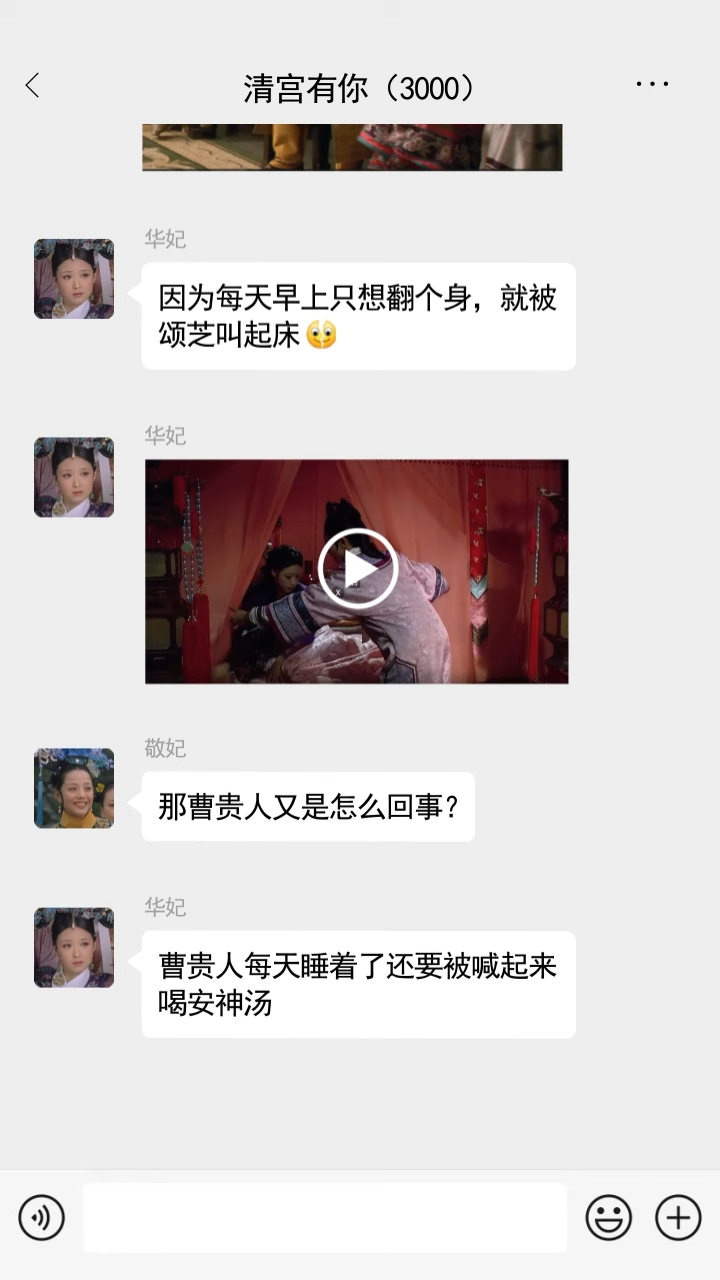 清宫有你（3000）
华妃
因为每天早上只想翻个身，就被
颂芝叫起床
华妃
敬妃
那曹贵人又是怎么回事？
华妃
曹贵人每天睡着了还要被喊起来
喝安神汤